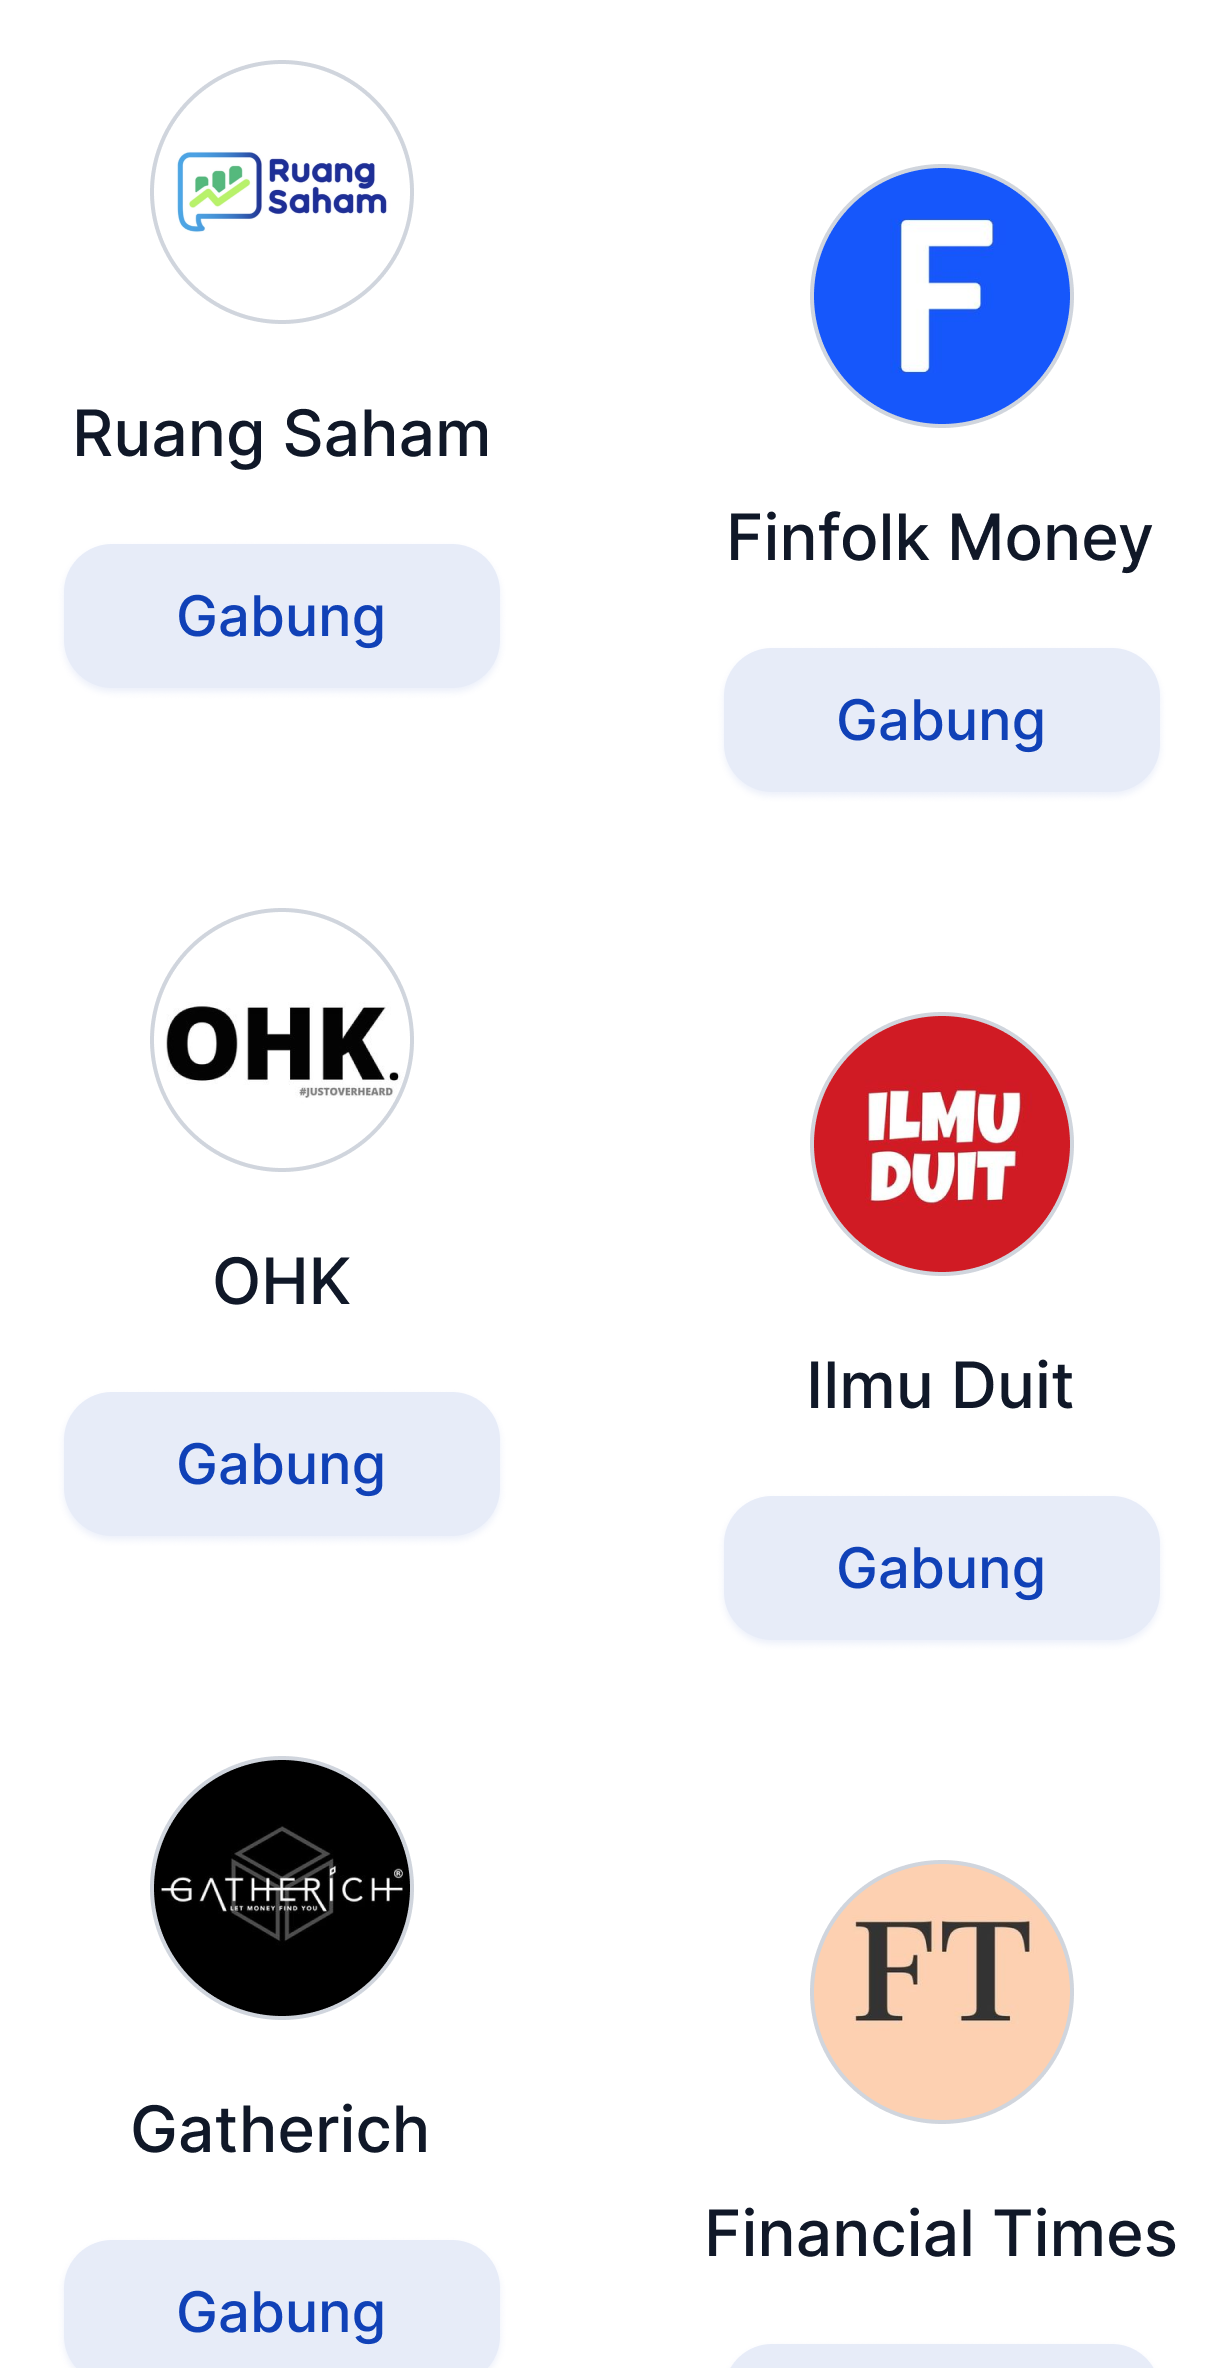 Ruang
Saham
Ruang Saham
Gabung
F
Finfolk Money
Gabung
OHK.
#JUSTOVERHEARD
OHK
Gabung
ILMU
DUIT
Ilmu Duit
Gabung
GATHERICH®
LET MONEY FIND YOU
Gatherich
Gabung
FT
Financial Times